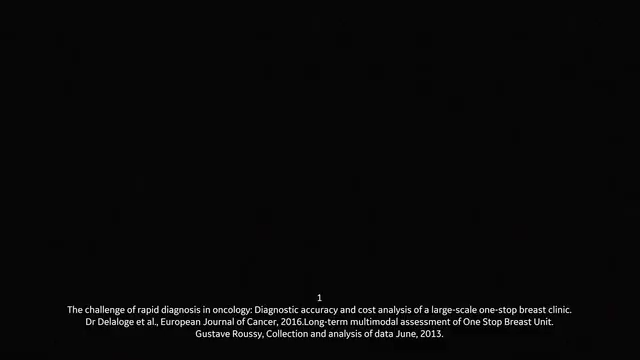 1
The challenge of rapid diagnosis in oncology: Diagnostic accuracy and cost analysis of a large-scale one-stop breast clinic.
Dr Delaloge et al., European Journal of Cancer, 2016.Long-term multimodal assessment of One Stop Breast Unit.
Gustave Roussy, Collection and analysis of data June, 2013.